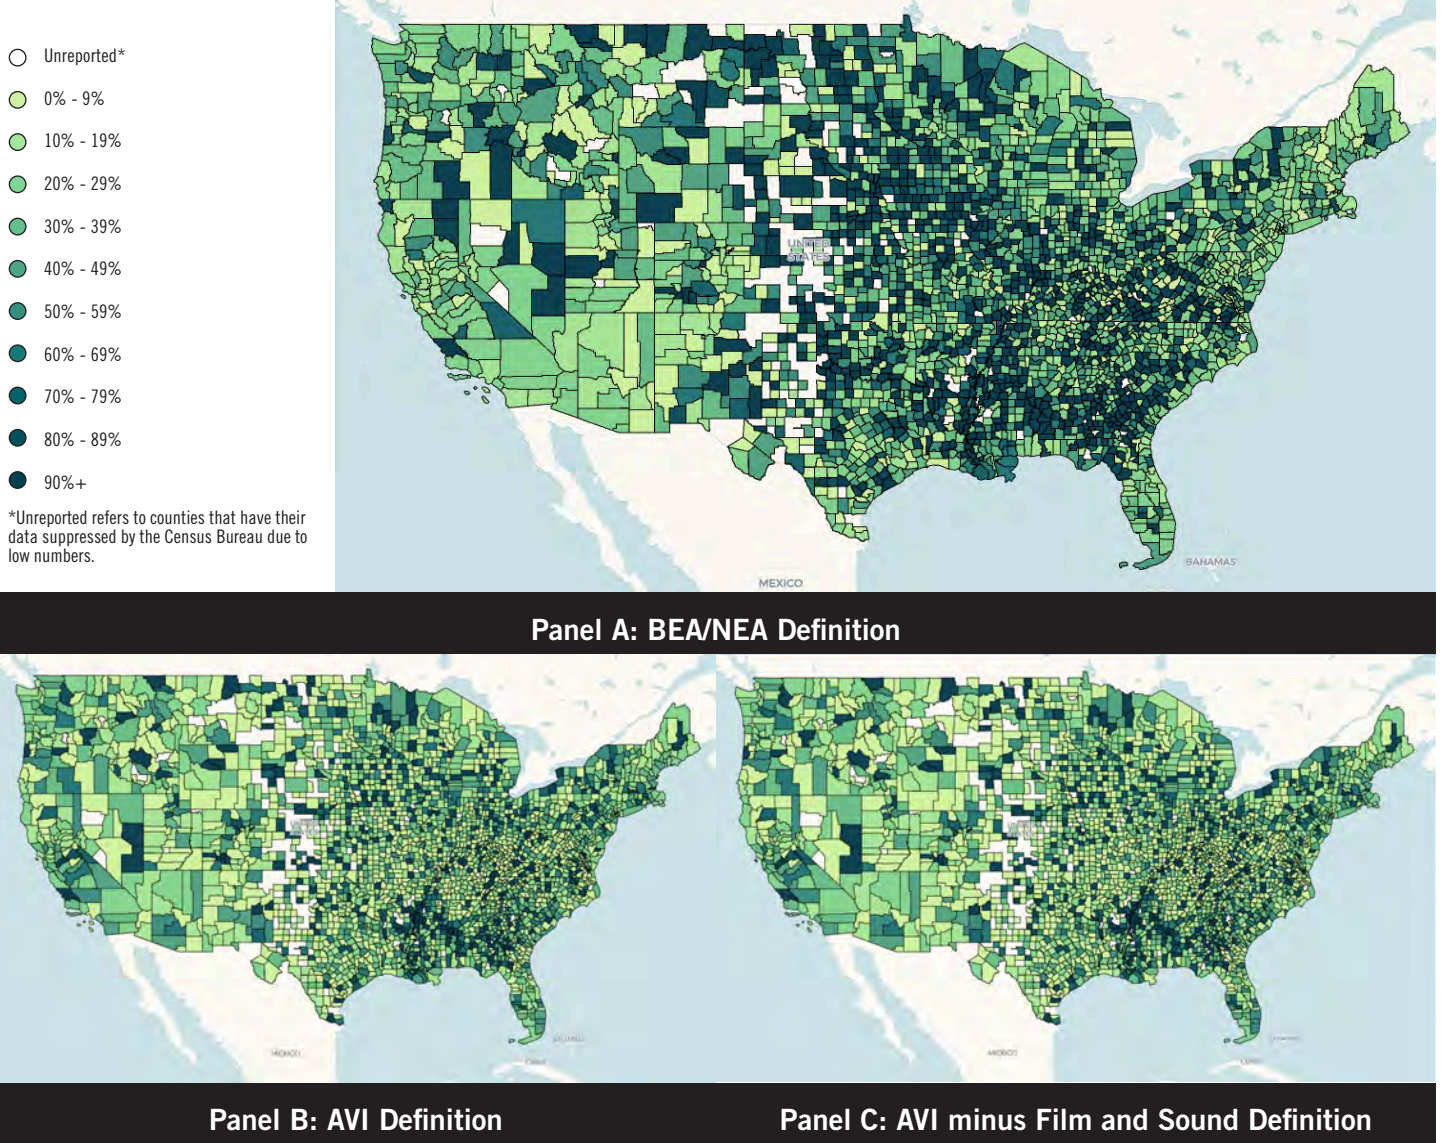 Unreported*
0% - 9%
10% - 19%
20% - 29%
30% - 39%
40% - 49%
50% - 59%
60% - 69%
70% - 79%
80% - 89%
90%+
*Unreported refers to counties that have their
data suppressed by the Census Bureau due to
low numbers.
UNITED
STATES
MEXICO
BAHAMAS
Panel A: BEA/NEA Definition
MEXICO
MEXICO
Panel B: AVI Definition
Panel C: AVI minus Film and Sound Definition